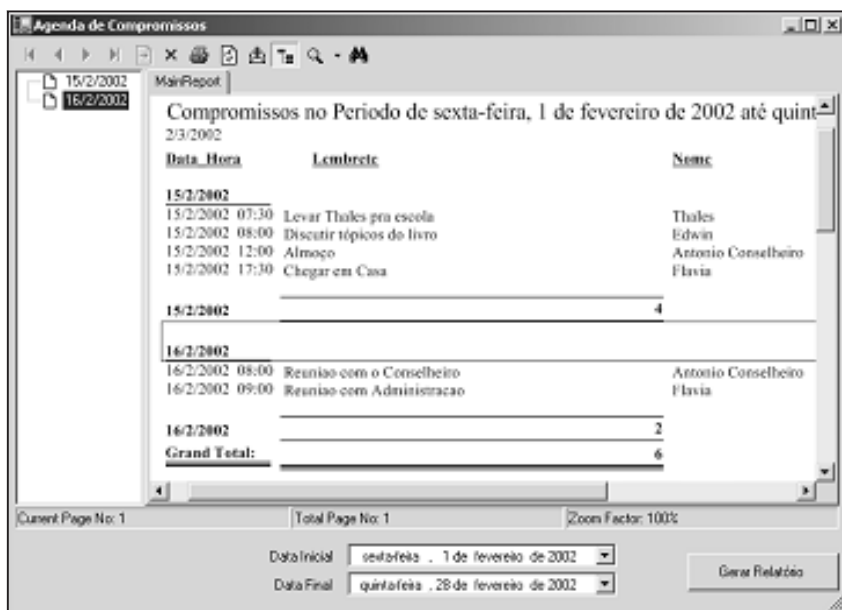 Agenda de Compromissos
15/2/2002
16/2/2002
MainReport
Compromissos no Periodo de sexta-feira, 1 de fevereiro de 2002 até quint
2/3/2002
Data_Hora Lembrete Nome
15/2/2002
15/2/2002 07:30 Levar Thales pra escola Thales
15/2/2002 08:00 Discutir tópicos do livro Edwin
15/2/2002 12:00 Almoço Antonio Conselheiro
15/2/2002 17:30 Chegar em Casa Flavia
15/2/2002 4
16/2/2002
16/2/2002 08:00 Reuniao com o Conselheiro Antonio Conselheiro
16/2/2002 09:00 Reuniao com Administracao Flavia
16/2/2002 2
Grand Total: 6
Current Page No: 1 Total Page No: 1 Zoom Factor: 100%
Data Inicial sexta-feira , 1 de fevereiro de 2002
Data Final quinta-feira , 28 de fevereiro de 2002
Gerar Relatório